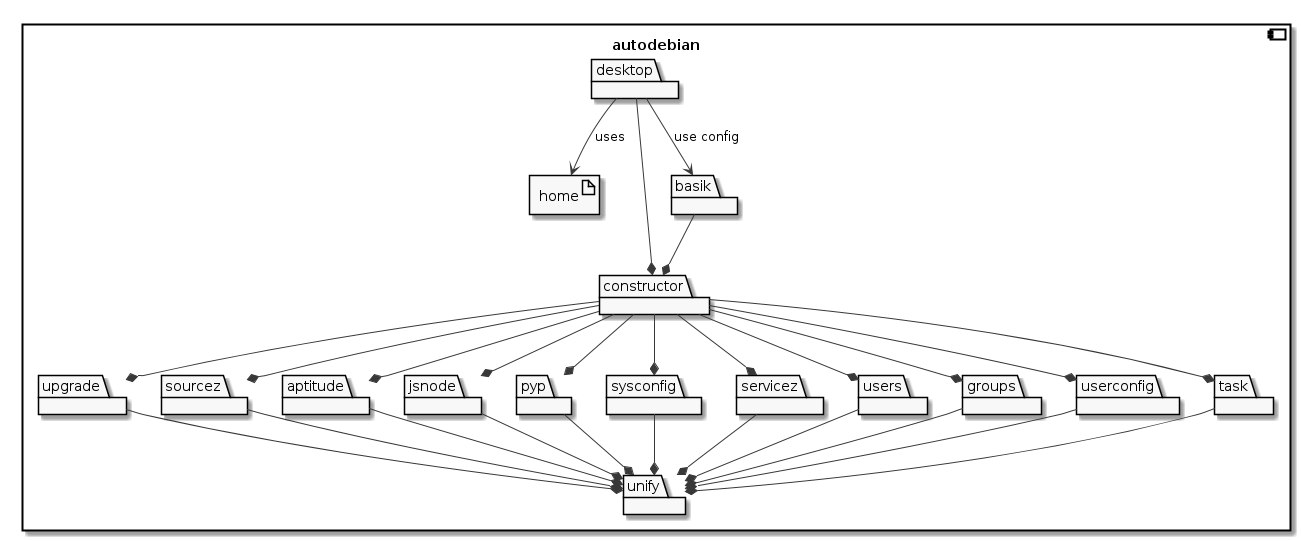 autodebian
desktop
uses
use config
home
basik
constructor
upgrade
sourcez
aptitude
jsnode
pyp
sysconfig
servicez
users
groups
userconfig
task
unify